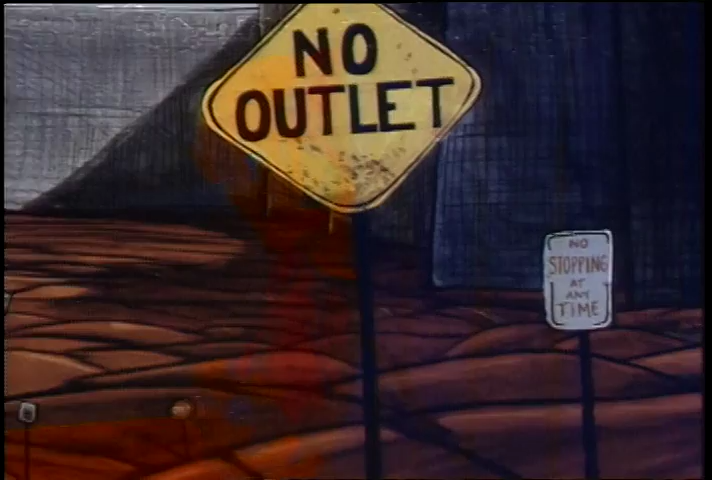 NO
OUTLET
NO
STOPPING
AT
ANY
TIME